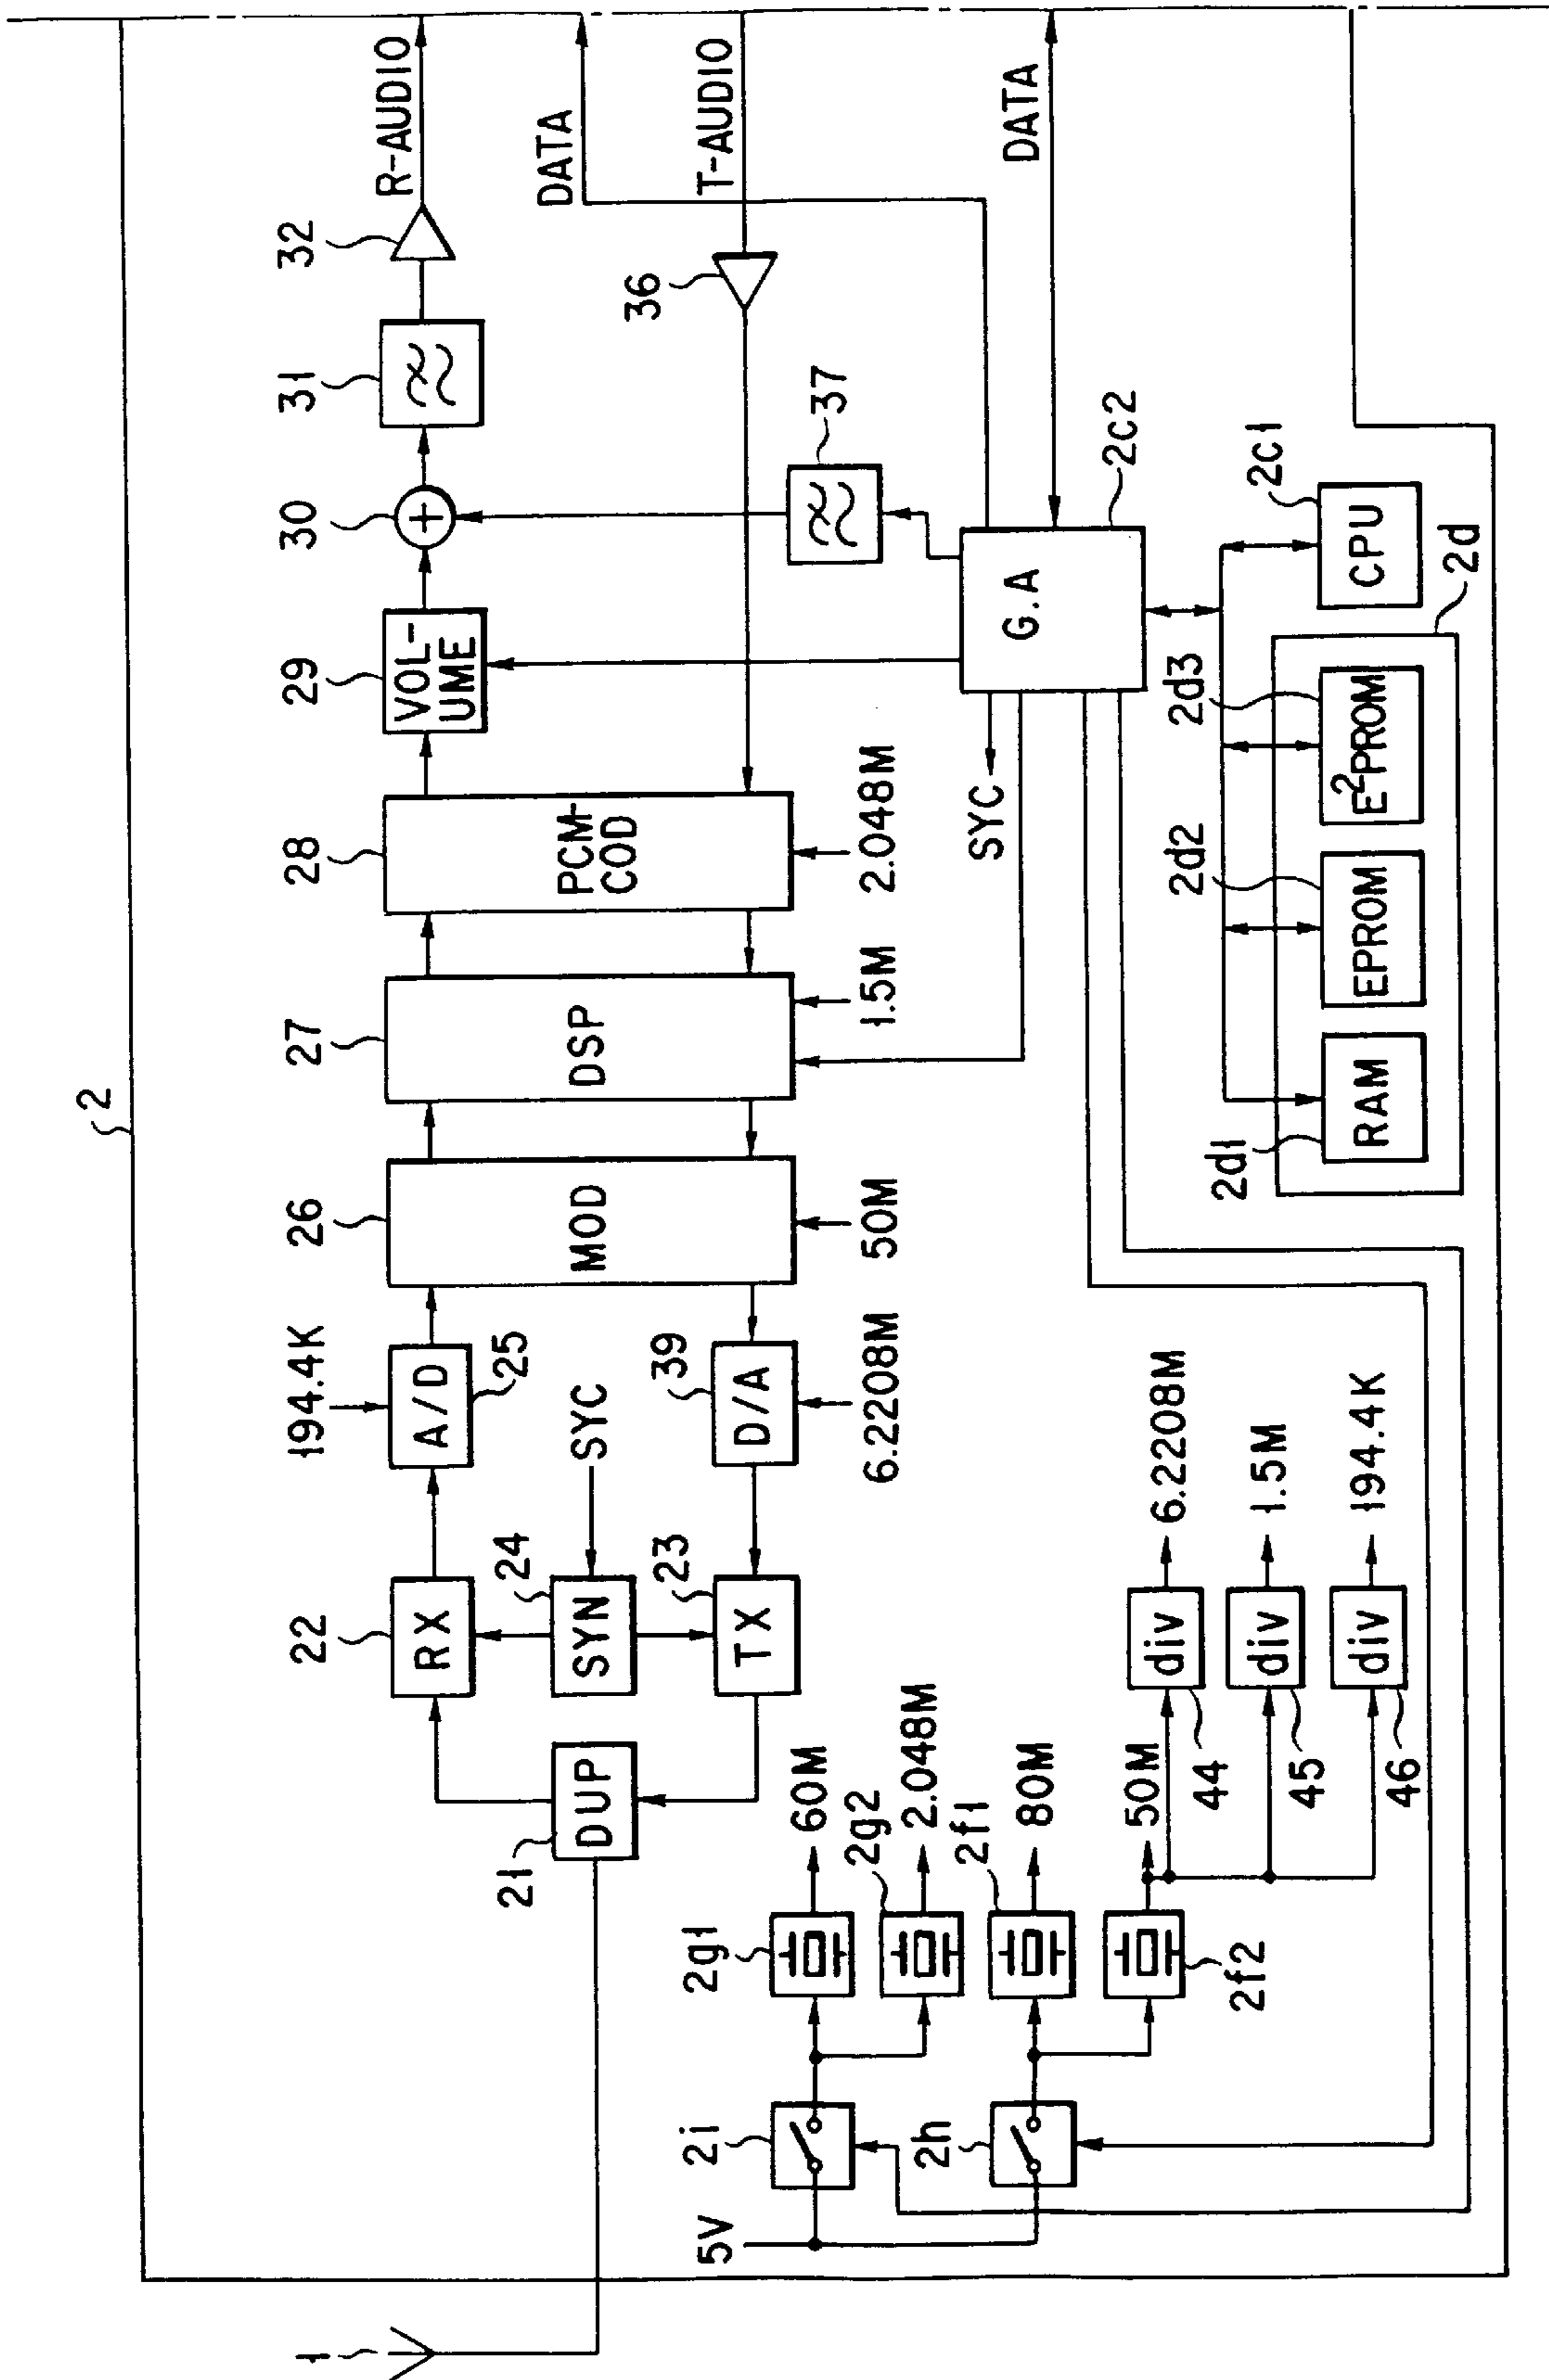 2
1
21
DUP
22
RX
24
SYN
SYC
23
TX
194.4K
A/D
25
39
D/A
6.2208M
26
MOD
50M
27
DSP
1.5M
28
PCM-
COD
2.048M
29
VOL-
UME
30
31
32
R-AUDIO
DATA
T-AUDIO
36
37
DATA
G.A
2c2
SYC
2c1
CPU
2d
2d3
E²PROM
2d2
EPROM
2d1
RAM
5V
2i
2h
2g1
60M
2g2
2.048M
2f1
80M
2f2
50M
div
44
6.2208M
div
45
1.5M
div
46
194.4K